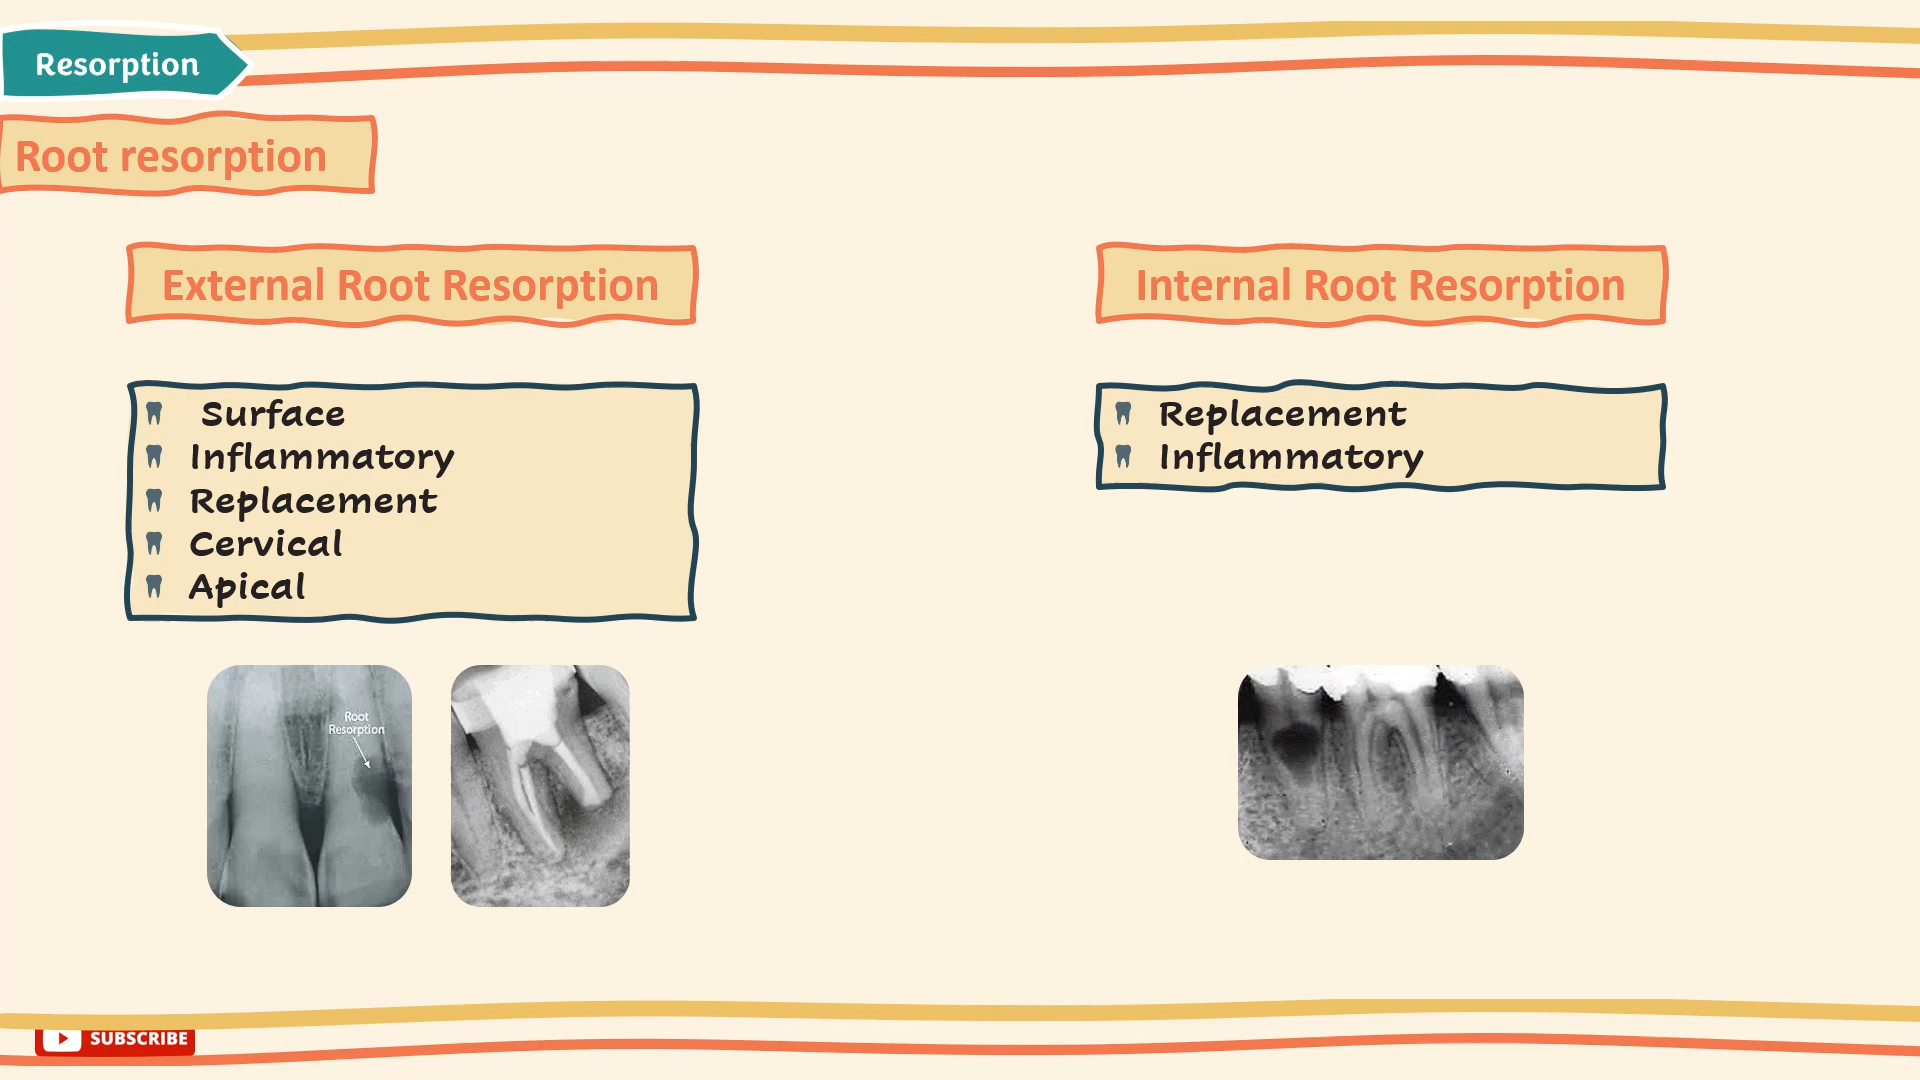 Resorption
Root resorption
External Root Resorption
Surface
Inflammatory
Replacement
Cervical
Apical
Root
Resorption
Internal Root Resorption
Replacement
Inflammatory
SUBSCRIBE